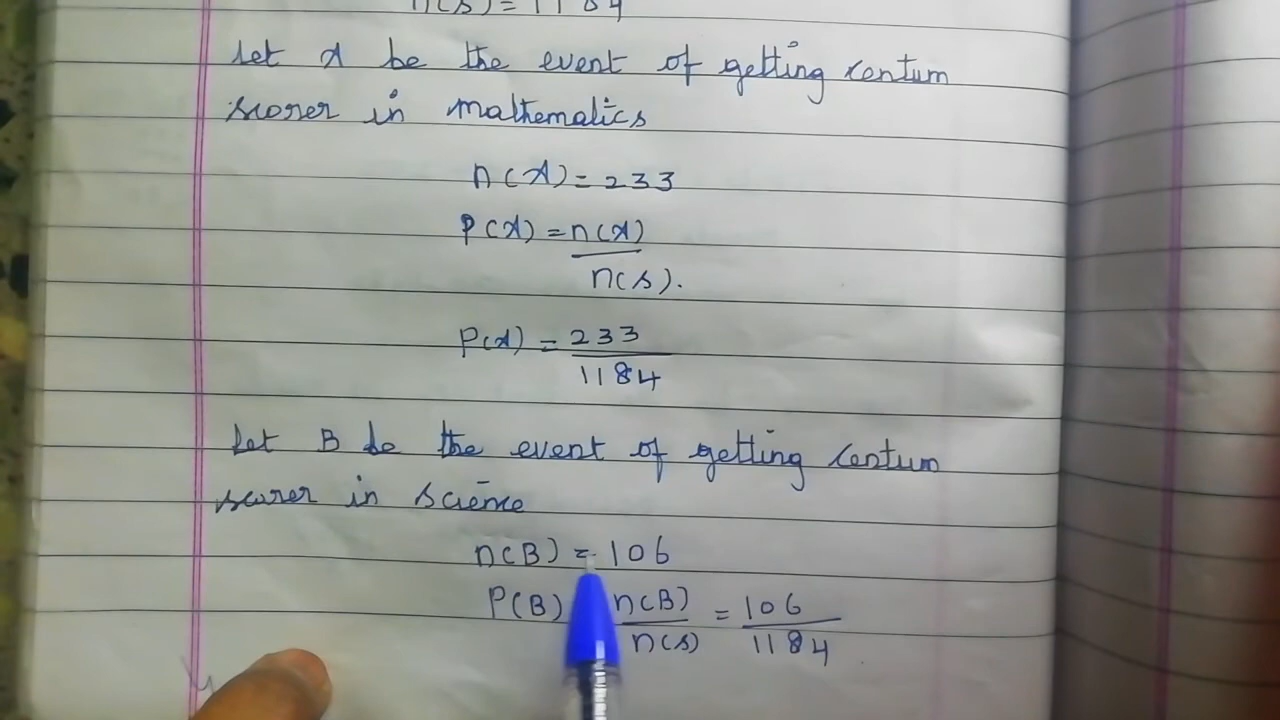 n(s) = 1184
Let A be the event of getting centum
scorer in mathematics
n(A) = 233
P(A) = n(A)
n(s).
P(A) = 233
1184
Let B be the event of getting centum
scorer in science
n(B) = 106
P(B) n(B) = 106
n(s) 1184